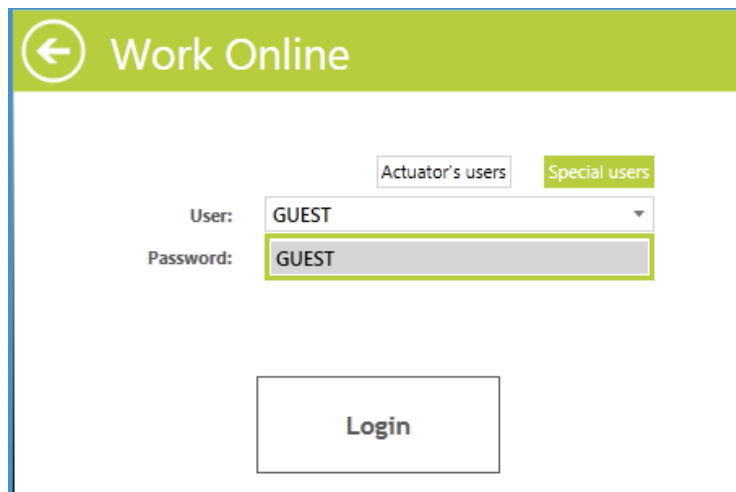 Work Online
Actuator's users Special users
User: GUEST
Password: GUEST
Login